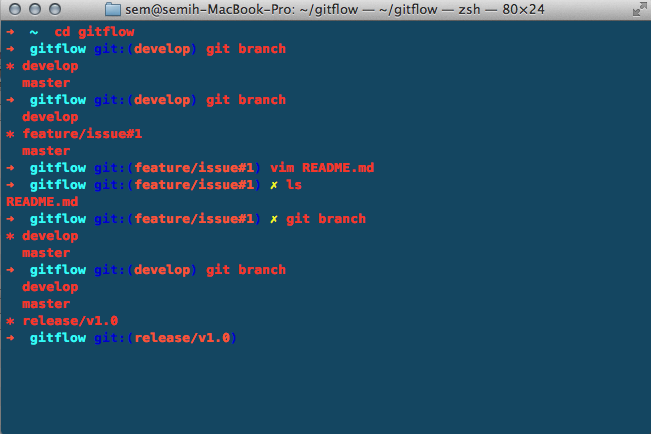 sem@semih-MacBook-Pro: ~/gitflow — ~/gitflow — zsh — 80×24
➜  ~  cd gitflow
➜  gitflow git:(develop) git branch
* develop
  master
➜  gitflow git:(develop) git branch
  develop
* feature/issue#1
  master
➜  gitflow git:(feature/issue#1) vim README.md
➜  gitflow git:(feature/issue#1) ✗ ls
README.md
➜  gitflow git:(feature/issue#1) ✗ git branch
* develop
  master
➜  gitflow git:(develop) git branch
  develop
  master
* release/v1.0
➜  gitflow git:(release/v1.0)